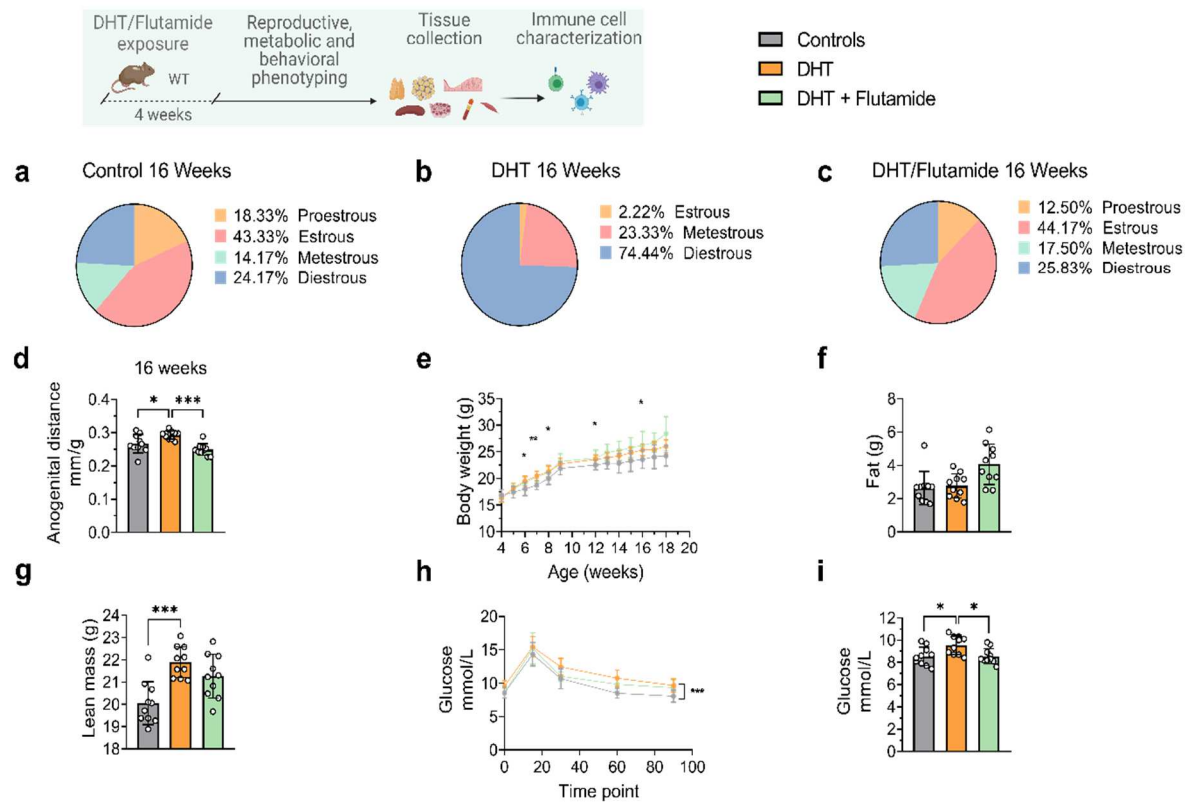 DHT/Flutamide
exposure
WT
4 weeks
Reproductive,
metabolic and
behavioral
phenotyping
Tissue
collection
Immune cell
characterization
Controls
DHT
DHT + Flutamide
a
Control 16 Weeks
18.33% Proestrous
43.33% Estrous
14.17% Metestrous
24.17% Diestrous
b
DHT 16 Weeks
2.22% Estrous
23.33% Metestrous
74.44% Diestrous
c
DHT/Flutamide 16 Weeks
12.50% Proestrous
44.17% Estrous
17.50% Metestrous
25.83% Diestrous
d
16 weeks
Anogenital distance
mm/g
0.4
0.3
0.2
0.1
0.0
* ***
e
Body weight (g)
35
30
25
20
15
10
* ** * * *
4 6 8 10 12 14 16 18 20
Age (weeks)
f
Fat (g)
8
6
4
2
0
g
Lean mass (g)
24
23
22
21
20
19
18
***
h
Glucose
mmol/L
20
15
10
5
0
***
0 20 40 60 80 100
Time point
i
Glucose
mmol/L
12
10
8
6
4
2
0
* *